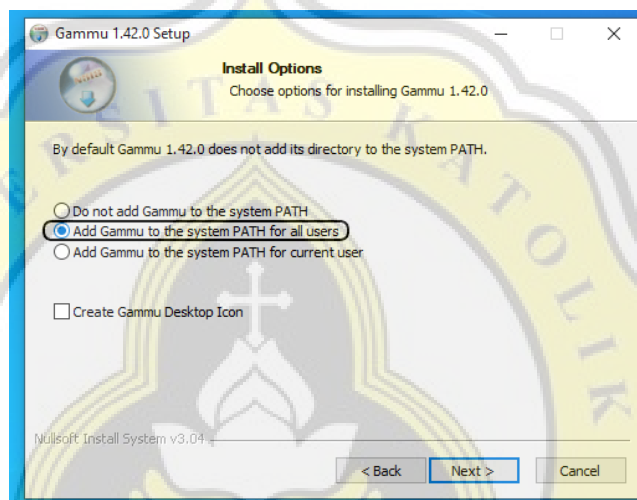 Gammu 1.42.0 Setup
Install Options
Choose options for installing Gammu 1.42.0
By default Gammu 1.42.0 does not add its directory to the system PATH.
Do not add Gammu to the system PATH
Add Gammu to the system PATH for all users
Add Gammu to the system PATH for current user
Create Gammu Desktop Icon
Nullsoft Install System v3.04
< Back
Next >
Cancel
ERSITAS KATOLIK